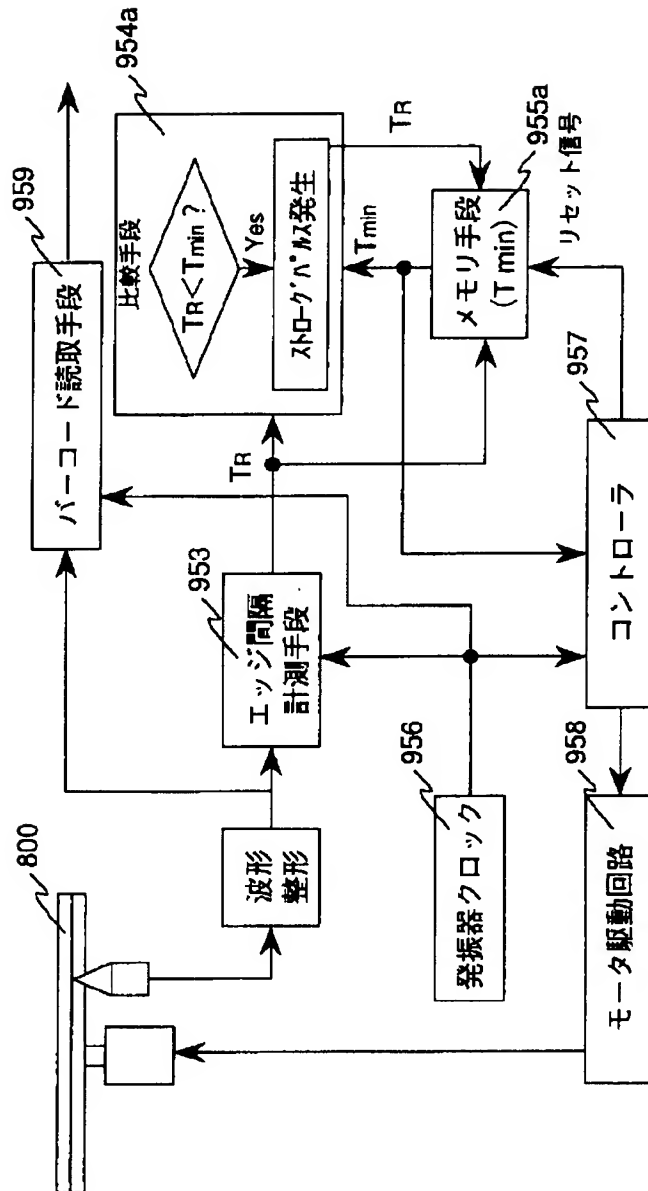 800
波形
整形
エッジ間隔
計測手段
953
バーコード読取手段
959
比較手段
TR<Tmin?
Yes
ストローブパルス発生
954a
TR
Tmin
TR
メモリ手段
(Tmin)
955a
リセット信号
発振器クロック
956
コントローラ
957
モータ駆動回路
958